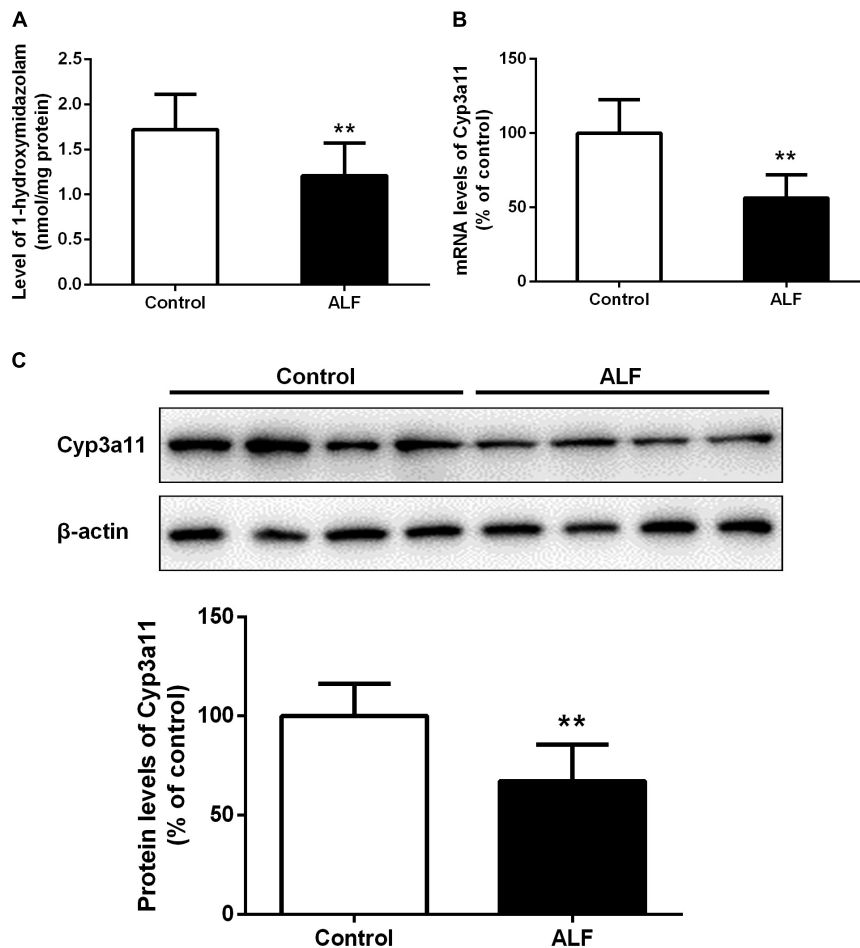 A
Level of 1-hydroxymidazolam
(nmol/mg protein)
2.5
2.0
1.5
1.0
0.5
0.0
**
Control
ALF
B
mRNA levels of Cyp3a11
(% of control)
150
100
50
0
**
Control
ALF
C
Control
ALF
Cyp3a11
β-actin
Protein levels of Cyp3a11
(% of control)
150
100
50
0
**
Control
ALF